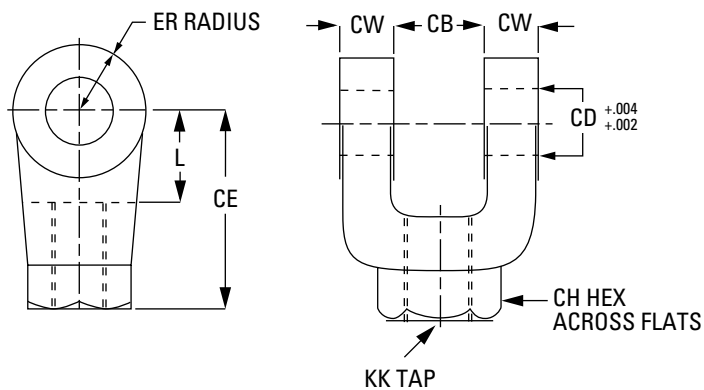 ER RADIUS
CW
CB
CW
CD +.004
+.002
L
CE
CH HEX
ACROSS FLATS
KK TAP